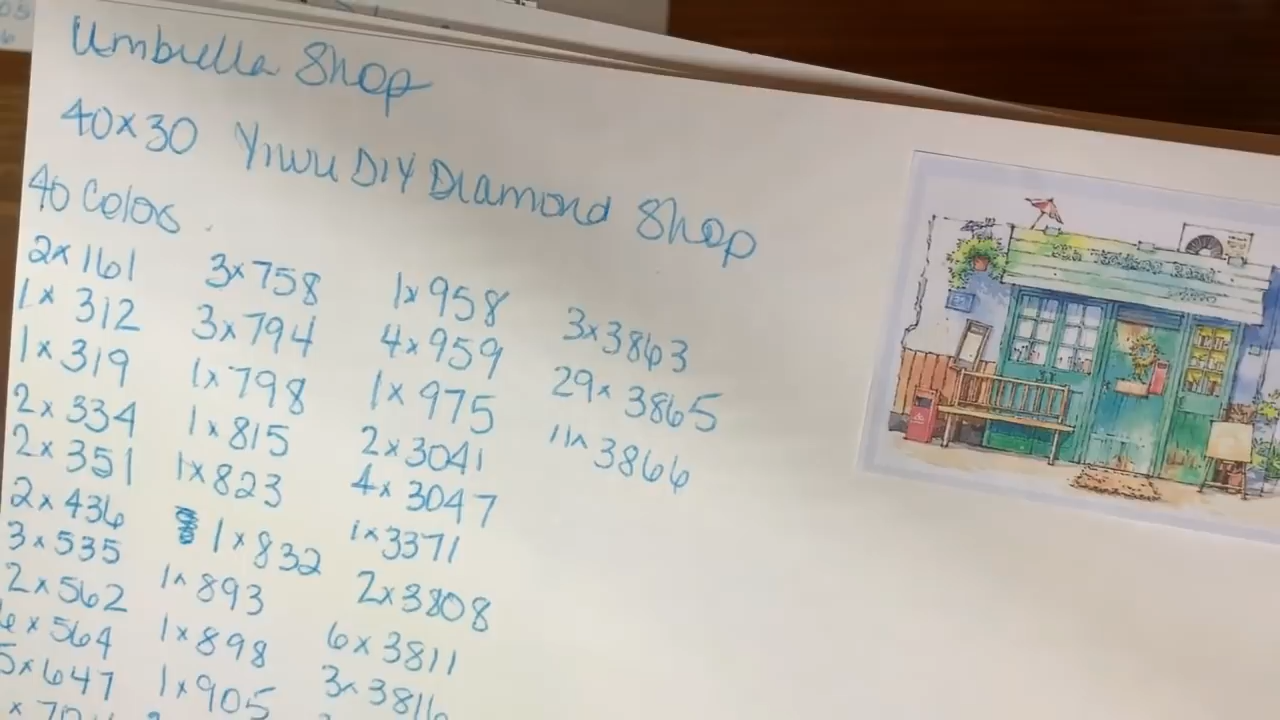 Umbrella Shop
40x30 Yiwu DIY Diamond Shop
40 Colors
2x161 3x758 1x958 3x3863
1x312 3x794 4x959 29x3865
1x319 1x798 1x975 11x3866
2x334 1x815 2x3041
2x351 1x823 4x3047
2x436 1x832 1x3371
3x535 1x893 2x3808
2x562 1x898 6x3811
6x564 1x905 3x3816
5x647